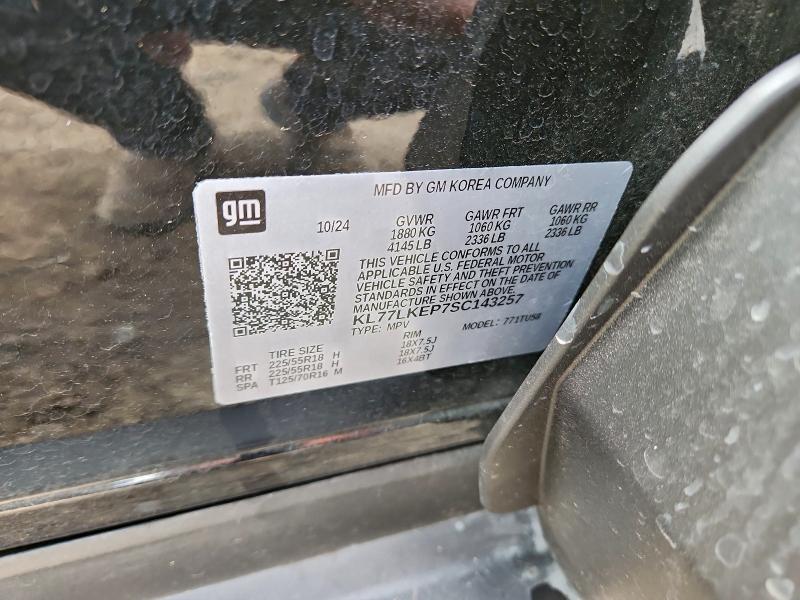 MFD BY GM KOREA COMPANY
gm
10/24
GVWR
1880 KG
4145 LB
GAWR FRT
1060 KG
2336 LB
GAWR RR
1060 KG
2336 LB
THIS VEHICLE CONFORMS TO ALL
APPLICABLE U.S. FEDERAL MOTOR
VEHICLE SAFETY AND THEFT PREVENTION
STANDARDS IN EFFECT ON THE DATE OF
MANUFACTURE SHOWN ABOVE.
KL77LKEP7SC143257
TYPE: MPV
MODEL: 771TU58
TIRE SIZE
RIM
FRT 225/55R18 H 18X7.5J
RR 225/55R18 H 18X7.5J
SPA T125/70R16 M 16X4BT